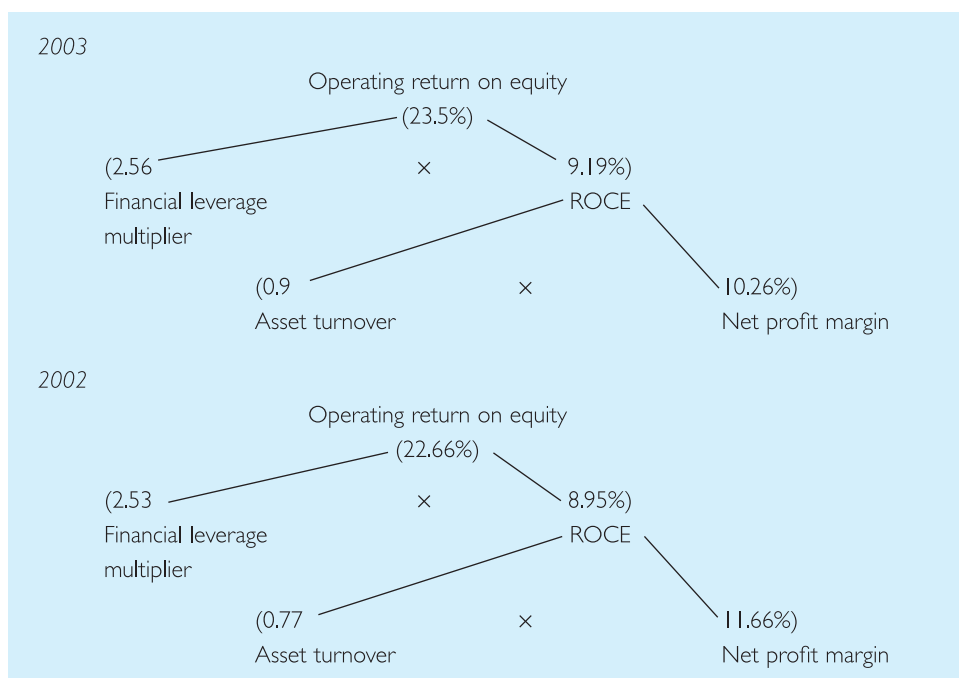 2003
Operating return on equity
(23.5%)
(2.56 × 9.19%)
Financial leverage ROCE
multiplier
(0.9 × 10.26%)
Asset turnover Net profit margin
2002
Operating return on equity
(22.66%)
(2.53 × 8.95%)
Financial leverage ROCE
multiplier
(0.77 × 11.66%)
Asset turnover Net profit margin